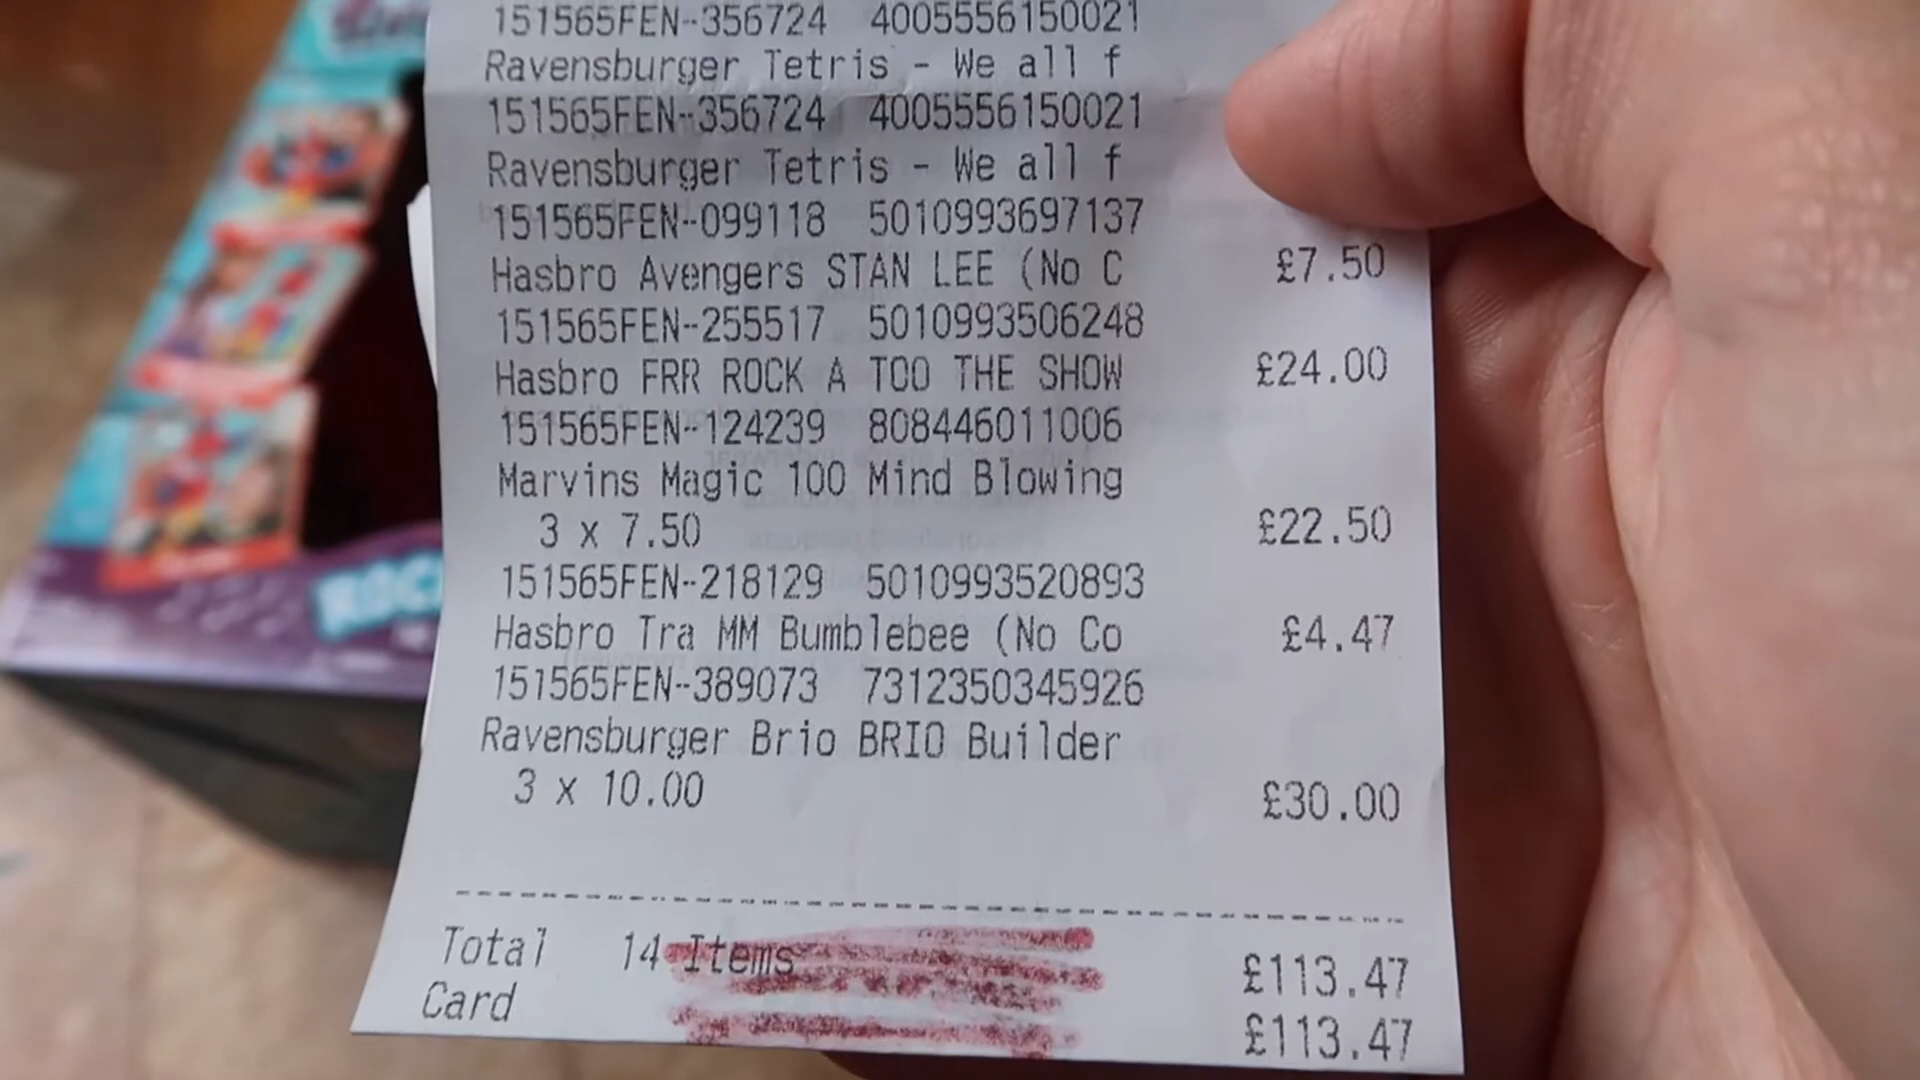 151565FEN-356724 4005556150021
Ravensburger Tetris - We all f
151565FEN-356724 4005556150021
Ravensburger Tetris - We all f
151565FEN-099118 5010993697137
Hasbro Avengers STAN LEE (No C £7.50
151565FEN-255517 5010993506248
Hasbro FRR ROCK A TOO THE SHOW £24.00
151565FEN-124239 808446011006
Marvins Magic 100 Mind Blowing
3 x 7.50 £22.50
151565FEN-218129 5010993520893
Hasbro Tra MM Bumblebee (No Co £4.47
151565FEN-389073 7312350345926
Ravensburger Brio BRIO Builder
3 x 10.00 £30.00
Total 14 Items £113.47
Card £113.47